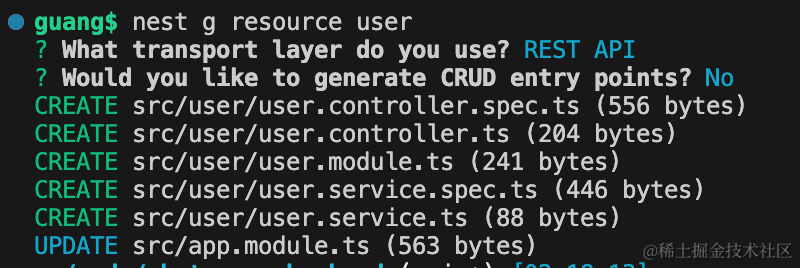 guang$ nest g resource user
? What transport layer do you use? REST API
? Would you like to generate CRUD entry points? No
CREATE src/user/user.controller.spec.ts (556 bytes)
CREATE src/user/user.controller.ts (204 bytes)
CREATE src/user/user.module.ts (241 bytes)
CREATE src/user/user.service.spec.ts (446 bytes)
CREATE src/user/user.service.ts (88 bytes)
UPDATE src/app.module.ts (563 bytes)
@稀土掘金技术社区